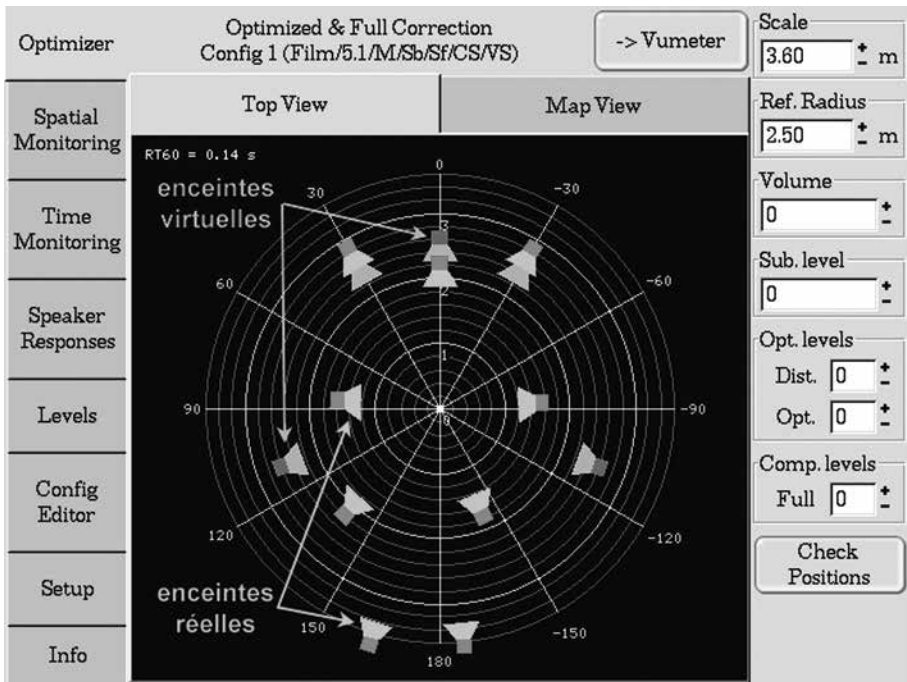 Optimizer
Optimized & Full Correction
Config 1 (Film/5.1/M/Sb/Sf/CS/VS)
-> Vumeter
Spatial
Monitoring
Time
Monitoring
Speaker
Responses
Levels
Config
Editor
Setup
Info
Top View
Map View
RT60 = 0.14 s
enceintes
virtuelles
0
30
-30
60
-60
90
-90
120
-120
150
-150
180
3
2
1
0
enceintes
réelles
Scale
3.60 + - m
Ref. Radius
2.50 + - m
Volume
0 + -
Sub. level
0 + -
Opt. levels
Dist. 0 + -
Opt. 0 + -
Comp. levels
Full 0 + -
Check
Positions